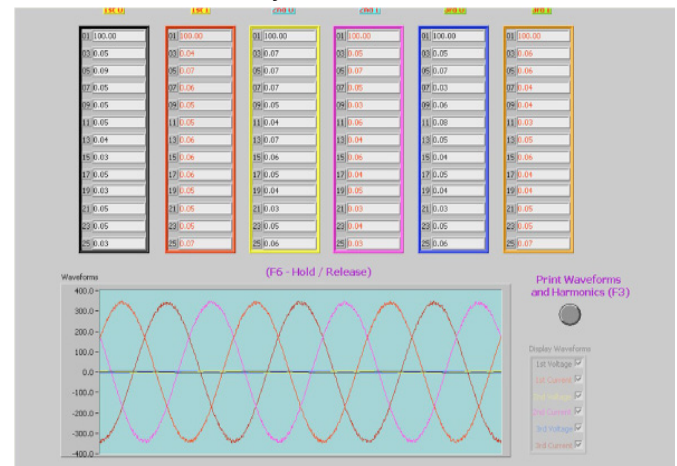 1st U 1st I 2nd U 2nd I 3rd U 3rd I
01 100.00 01 100.00 01 100.00 01 100.00 01 100.00 01 100.00
03 0.05 03 0.04 03 0.07 03 0.05 03 0.05 03 0.06
05 0.09 05 0.07 05 0.07 05 0.06 05 0.07 05 0.04
07 0.05 07 0.06 07 0.05 07 0.05 07 0.03 07 0.04
09 0.05 09 0.05 09 0.05 09 0.03 09 0.06 09 0.04
11 0.05 11 0.05 11 0.04 11 0.06 11 0.08 11 0.03
13 0.04 13 0.06 13 0.07 13 0.04 13 0.04 13 0.05
15 0.03 15 0.06 15 0.06 15 0.06 15 0.05 15 0.06
17 0.05 17 0.06 17 0.05 17 0.05 17 0.04 17 0.04
19 0.03 19 0.05 19 0.04 19 0.05 19 0.04 19 0.04
21 0.05 21 0.05 21 0.03 21 0.03 21 0.03 21 0.05
23 0.05 23 0.05 23 0.05 23 0.04 23 0.05 23 0.05
25 0.03 25 0.07 25 0.06 25 0.03 25 0.06 25 0.07
(F6 - Hold / Release)
Waveforms
Print Waveforms
and Harmonics (F3)
400.0
300.0
200.0
100.0
0.0
-100.0
-200.0
-300.0
-400.0
Display Waveforms
1st Voltage
1st Current
2nd Voltage
2nd Current
3rd Voltage
3rd Current